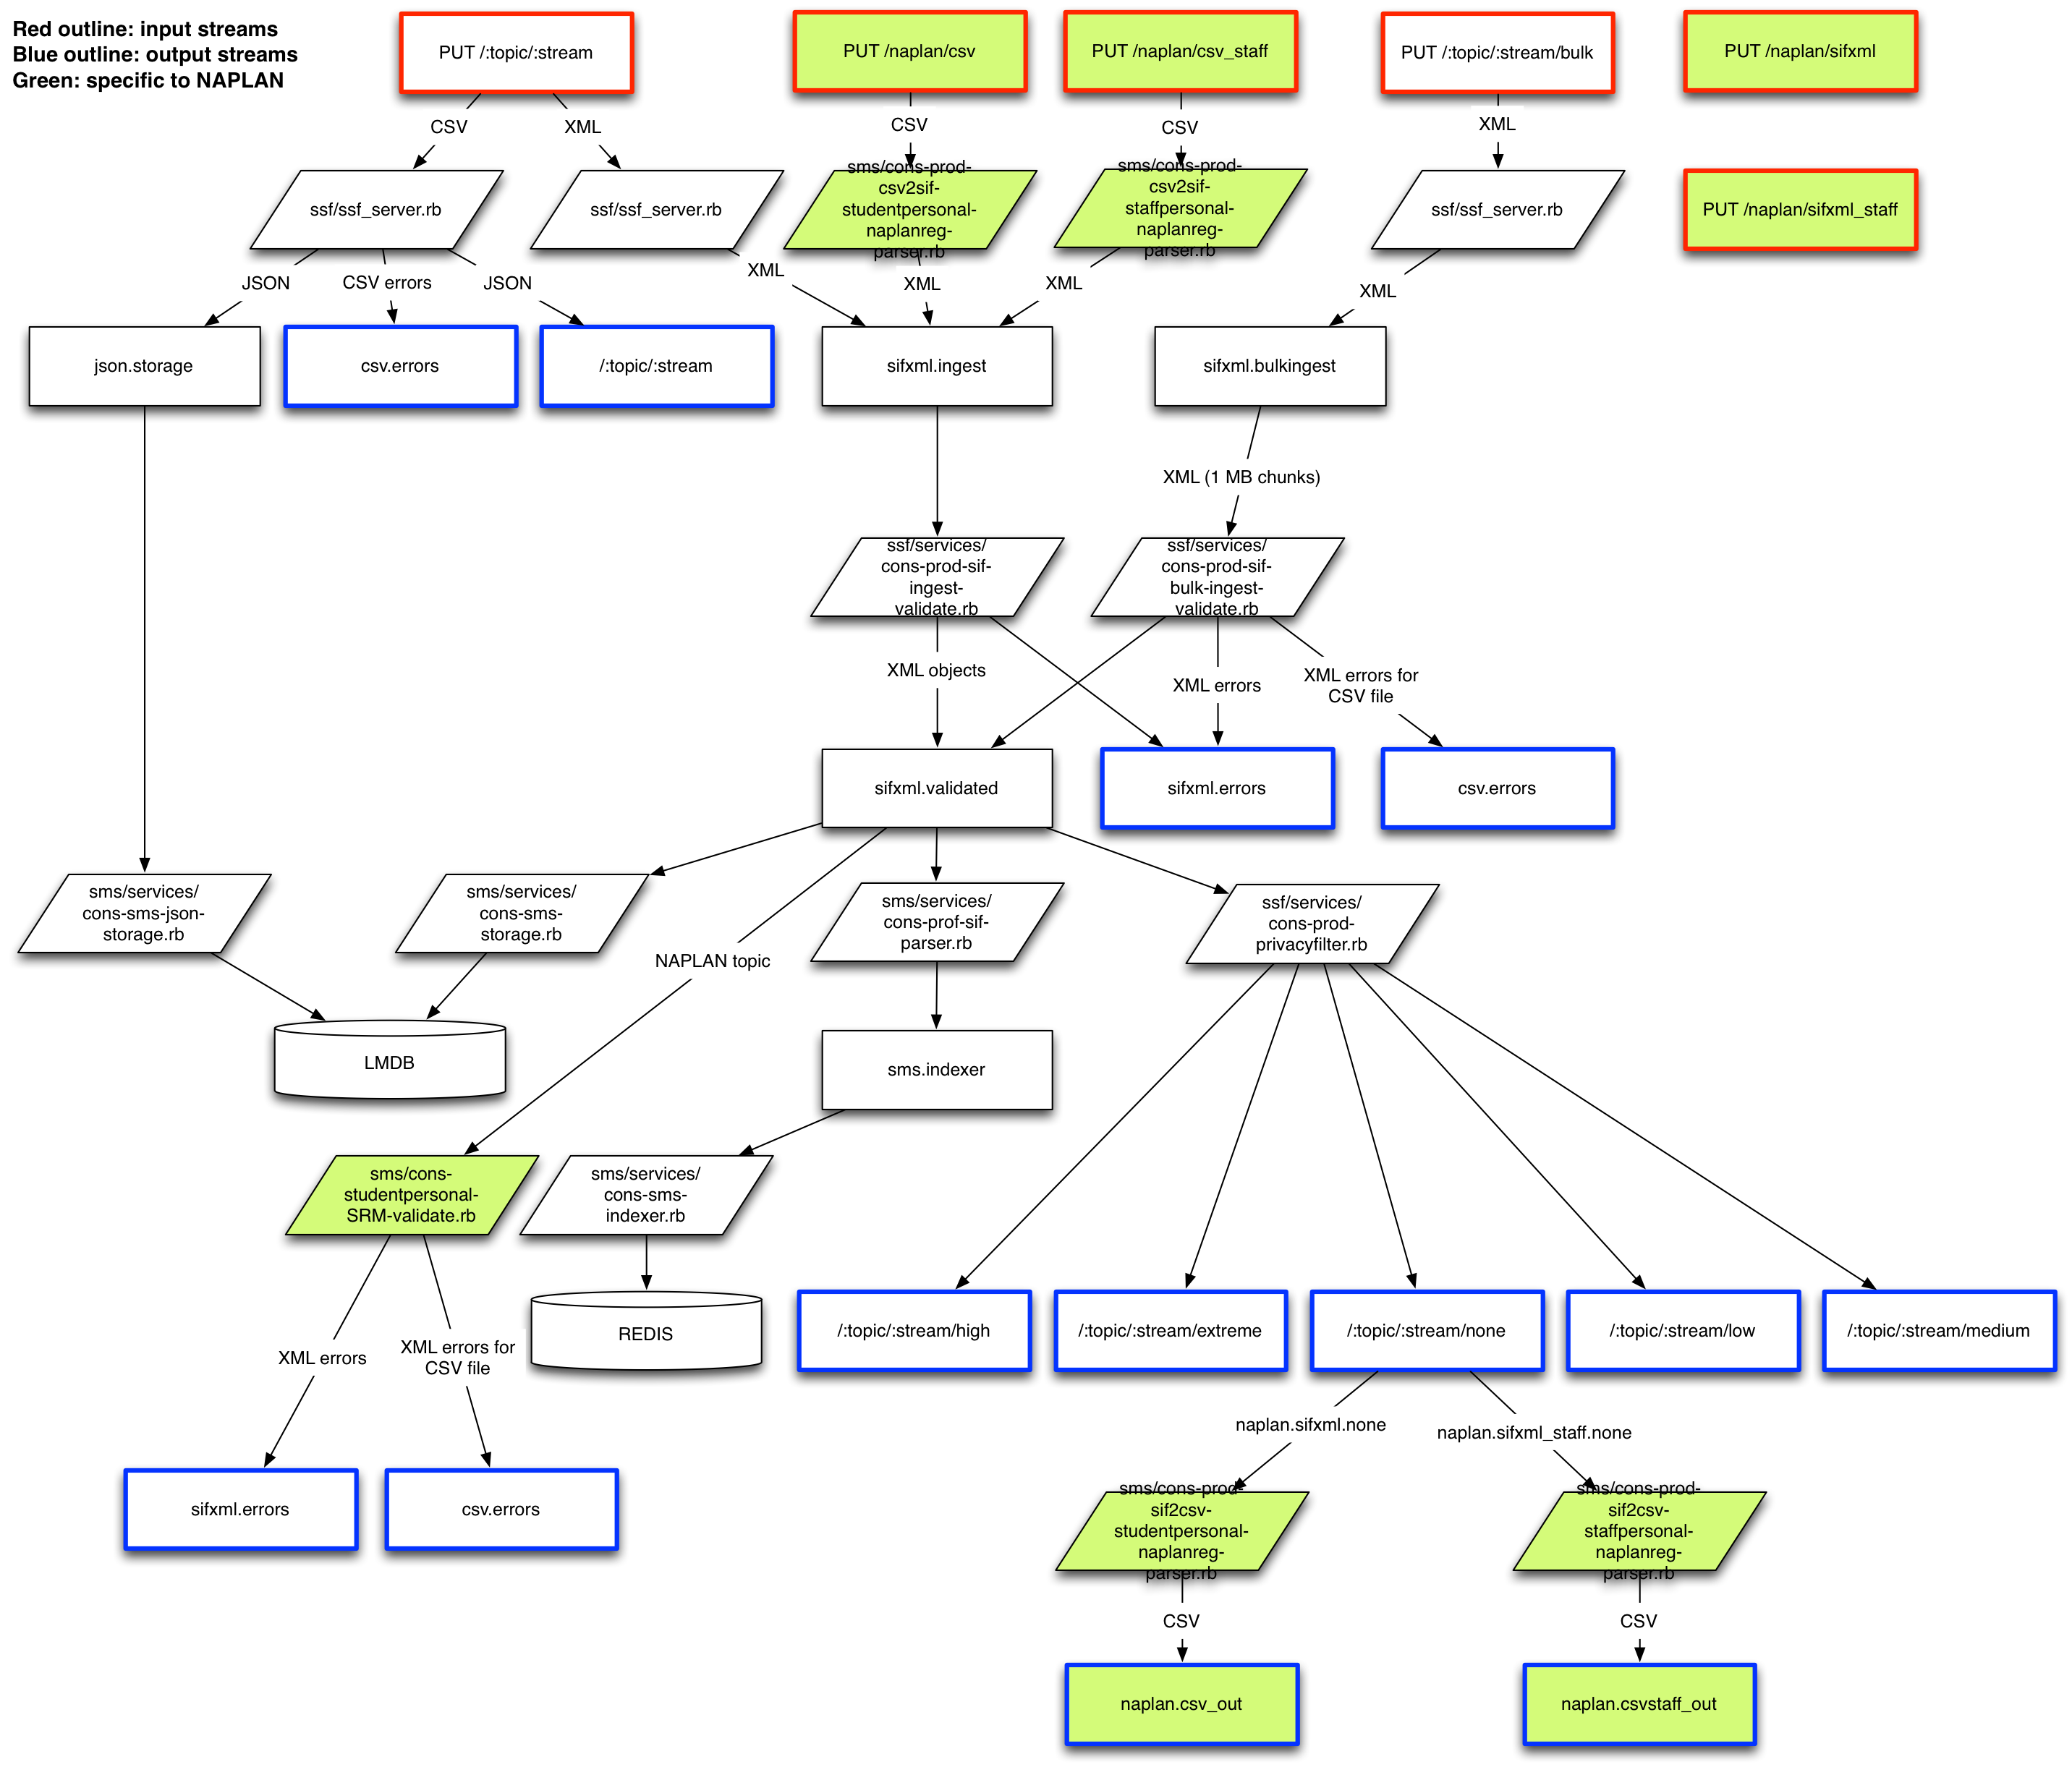 Red outline: input streams
Blue outline: output streams
Green: specific to NAPLAN
PUT /:topic/:stream
PUT /naplan/csv
PUT /naplan/csv_staff
PUT /:topic/:stream/bulk
PUT /naplan/sifxml
CSV
XML
CSV
CSV
XML
ssf/ssf_server.rb
ssf/ssf_server.rb
sms/cons-prod-
csv2sif-
studentpersonal-
naplanreg-
parser.rb
sms/cons-prod-
csv2sif-
staffpersonal-
naplanreg-
parser.rb
ssf/ssf_server.rb
PUT /naplan/sifxml_staff
JSON
CSV errors
JSON
XML
XML
XML
XML
json.storage
csv.errors
/:topic/:stream
sifxml.ingest
sifxml.bulkingest
XML (1 MB chunks)
ssf/services/
cons-prod-sif-
ingest-
validate.rb
ssf/services/
cons-prod-sif-
bulk-ingest-
validate.rb
XML objects
XML errors
XML errors for
CSV file
sifxml.validated
sifxml.errors
csv.errors
sms/services/
cons-sms-json-
storage.rb
sms/services/
cons-sms-
storage.rb
sms/services/
cons-prof-sif-
parser.rb
ssf/services/
cons-prod-
privacyfilter.rb
NAPLAN topic
LMDB
sms.indexer
sms/cons-
studentpersonal-
SRM-validate.rb
sms/services/
cons-sms-
indexer.rb
XML errors
XML errors for
CSV file
REDIS
/:topic/:stream/high
/:topic/:stream/extreme
/:topic/:stream/none
/:topic/:stream/low
/:topic/:stream/medium
naplan.sifxml.none
naplan.sifxml_staff.none
sifxml.errors
csv.errors
sms/cons-prod-
sif2csv-
studentpersonal-
naplanreg-
parser.rb
sms/cons-prod-
sif2csv-
staffpersonal-
naplanreg-
parser.rb
CSV
CSV
naplan.csv_out
naplan.csvstaff_out